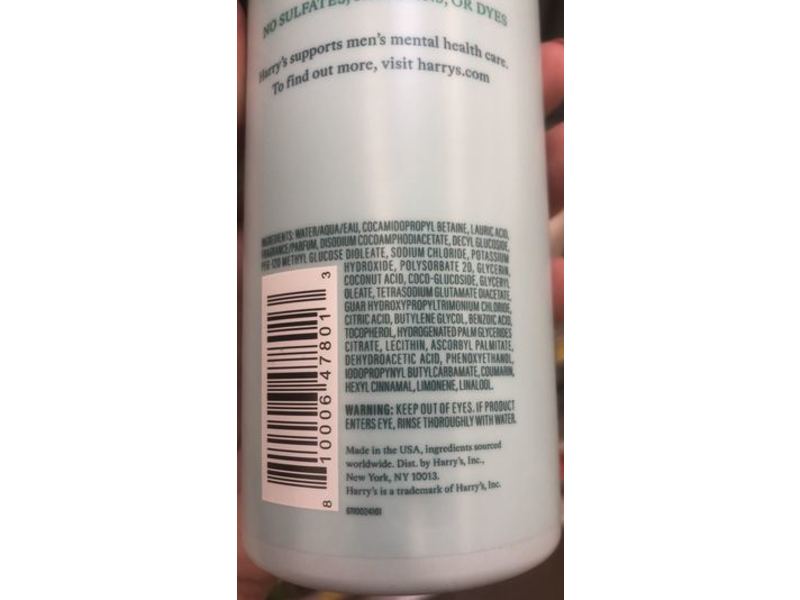 NO SULFATES, OR DYES
Harry's supports men's mental health care.
To find out more, visit harrys.com
INGREDIENTS: WATER/AQUA/EAU, COCAMIDOPROPYL BETAINE, LAURIC ACID,
FRAGRANCE/PARFUM, DISODIUM COCOAMPHODIACETATE, DECYL GLUCOSIDE,
PEG-120 METHYL GLUCOSE DIOLEATE, SODIUM CHLORIDE, POTASSIUM
HYDROXIDE, POLYSORBATE 20, GLYCERIN,
COCONUT ACID, COCO-GLUCOSIDE, GLYCERYL
OLEATE, TETRASODIUM GLUTAMATE DIACETATE,
GUAR HYDROXYPROPYLTRIMONIUM CHLORIDE,
CITRIC ACID, BUTYLENE GLYCOL, BENZOIC ACID,
TOCOPHEROL, HYDROGENATED PALM GLYCERIDES
CITRATE, LECITHIN, ASCORBYL PALMITATE,
DEHYDROACETIC ACID, PHENOXYETHANOL,
IODOPROPYNYL BUTYLCARBAMATE, COUMARIN,
HEXYL CINNAMAL, LIMONENE, LINALOOL.
WARNING: KEEP OUT OF EYES. IF PRODUCT
ENTERS EYE, RINSE THOROUGHLY WITH WATER.
Made in the USA, ingredients sourced
worldwide. Dist. by Harry's, Inc.,
New York, NY 10013.
Harry's is a trademark of Harry's, Inc.
8 10006 47801 3